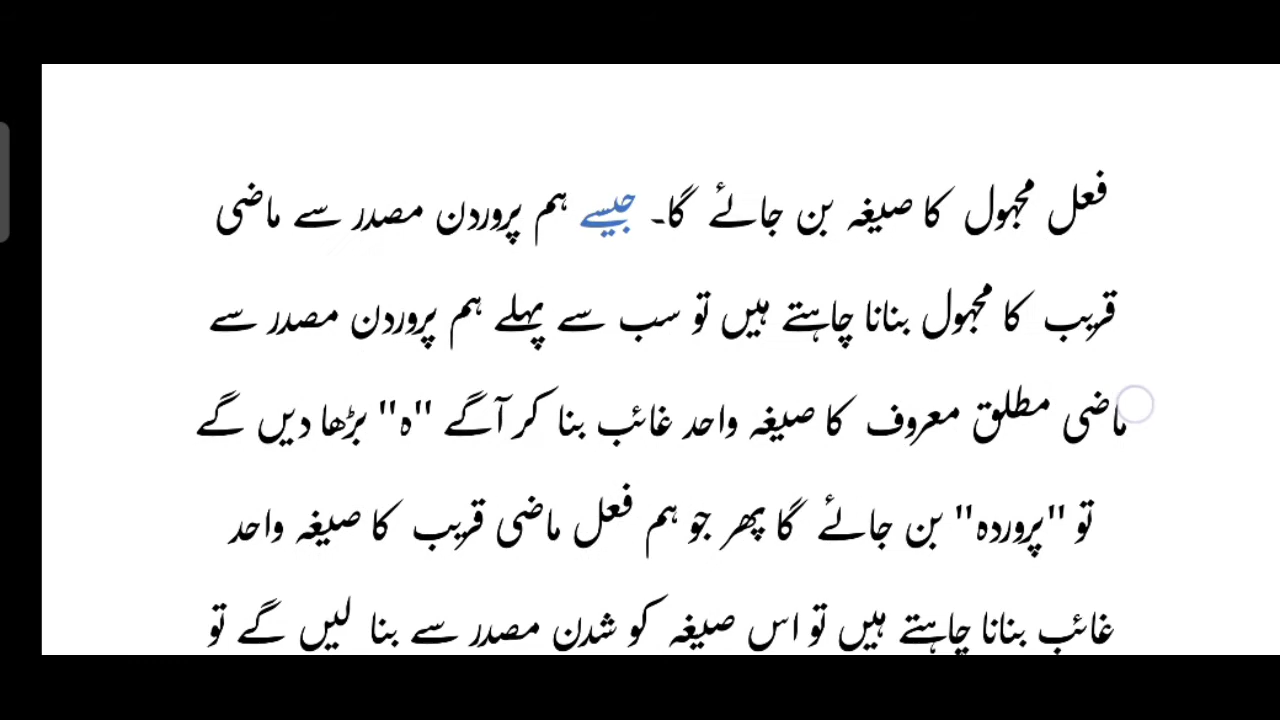 فعل مجہول کا صیغہ بن جائے گا۔ جیسے ہم پروردن مصدر سے ماضی
قریب کا مجہول بنانا چاہتے ہیں تو سب سے پہلے ہم پروردن مصدر سے
ماضی مطلق معروف کا صیغہ واحد غائب بنا کر آگے "ہ" بڑھا دیں گے
تو "پروردہ" بن جائے گا پھر جو ہم فعل ماضی قریب کا صیغہ واحد
غائب بنانا چاہتے ہیں تو اس صیغہ کو شدن مصدر سے بنا لیں گے تو